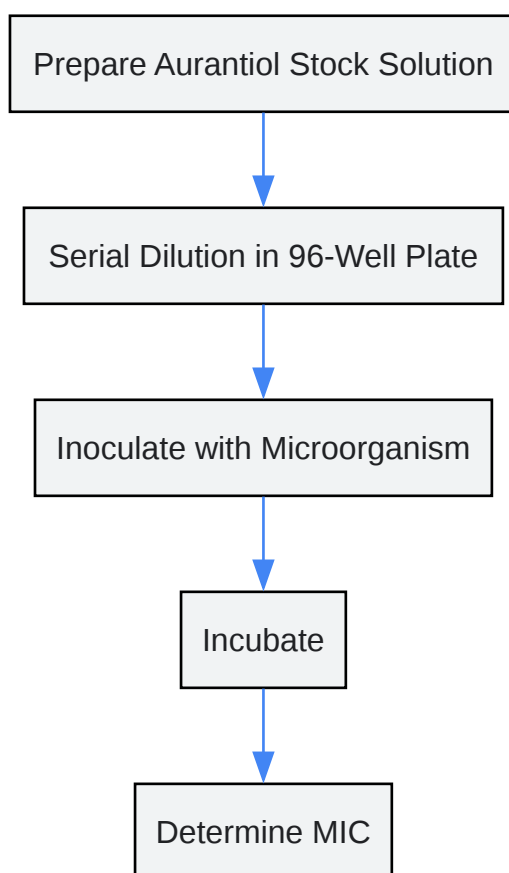 Prepare Aurantiol Stock Solution
Serial Dilution in 96-Well Plate
Inoculate with Microorganism
Incubate
Determine MIC